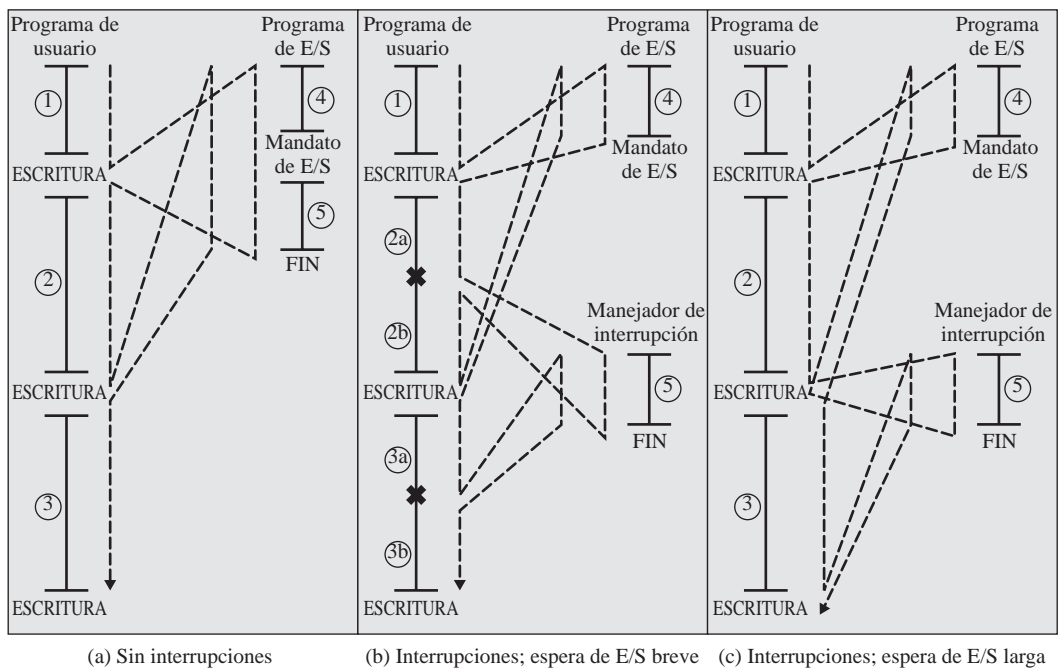 Programa de
usuario
Programa
de E/S
1
4
Mandato
de E/S
ESCRITURA
5
FIN
2
ESCRITURA
3
ESCRITURA
(a) Sin interrupciones
Programa de
usuario
Programa
de E/S
1
4
Mandato
de E/S
ESCRITURA
2a
2b
Manejador de
interrupción
5
FIN
ESCRITURA
3a
3b
ESCRITURA
(b) Interrupciones; espera de E/S breve
Programa de
usuario
Programa
de E/S
1
4
Mandato
de E/S
ESCRITURA
2
Manejador de
interrupción
5
FIN
ESCRITURA
3
ESCRITURA
(c) Interrupciones; espera de E/S larga